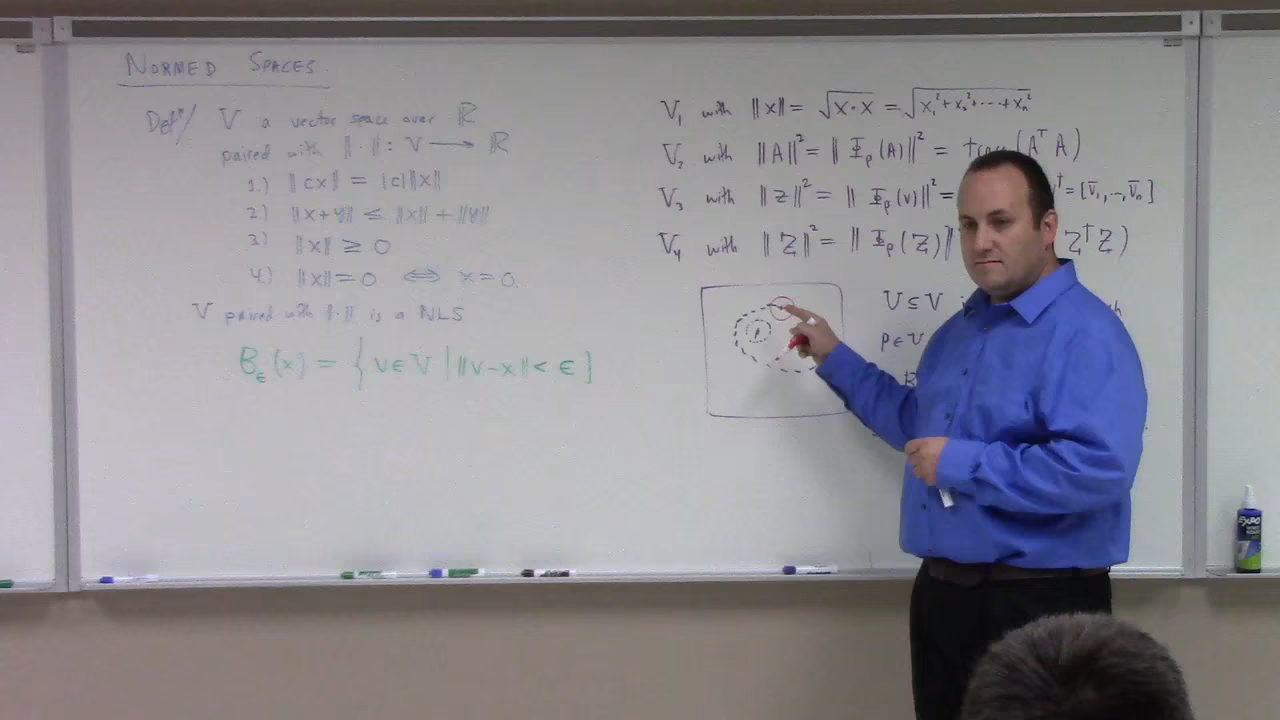 NORMED SPACES
Defⁿ/ V a vector space over ℝ
paired with ‖·‖: V → ℝ
1.) ‖cx‖ = |c|‖x‖
2.) ‖x+y‖ ≤ ‖x‖ + ‖y‖
3.) ‖x‖ ≥ 0
4.) ‖x‖=0 ⟺ x=0.
V paired with ‖·‖ is a NLS
B_ε(x) = { v∈V | ‖v-x‖ < ε }
V₁ with ‖x‖ = √x·x = √x₁²+x₂²+···+xₙ²
V₂ with ‖A‖² = ‖Φ_β(A)‖² = (AᵀA)
V₃ with ‖z‖² = ‖Φ_β(v)‖² = † = [v̄₁,..,v̄ₙ]
V₄ with ‖Z‖² = ‖Φ_β(Z)‖ Z†Z)
U ⊆ V
p∈U
p
EXPO